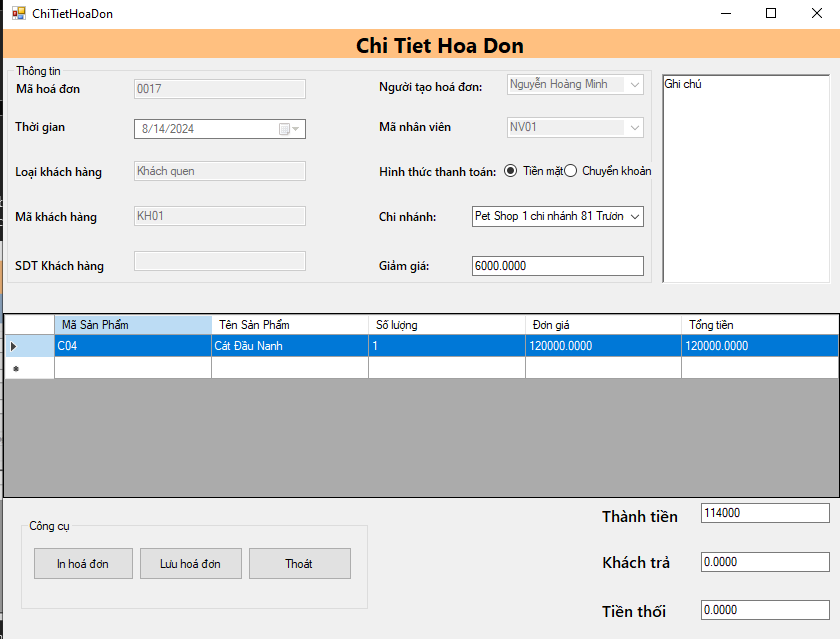 ChiTietHoaDon
Chi Tiet Hoa Don
Thông tin
Mã hoá đơn 0017
Người tạo hoá đơn: Nguyễn Hoàng Minh
Ghi chú
Thời gian 8/14/2024
Mã nhân viên NV01
Loại khách hàng Khách quen
Hình thức thanh toán: Tiền mặt Chuyển khoản
Mã khách hàng KH01
Chi nhánh: Pet Shop 1 chi nhánh 81 Trươn
SDT Khách hàng
Giảm giá: 6000.0000
Mã Sản Phẩm Tên Sản Phẩm Số lượng Đơn giá Tổng tiền
C04 Cát Đậu Nành 1 120000.0000 120000.0000
Công cụ
In hoá đơn Lưu hoá đơn Thoát
Thành tiền 114000
Khách trả 0.0000
Tiền thối 0.0000